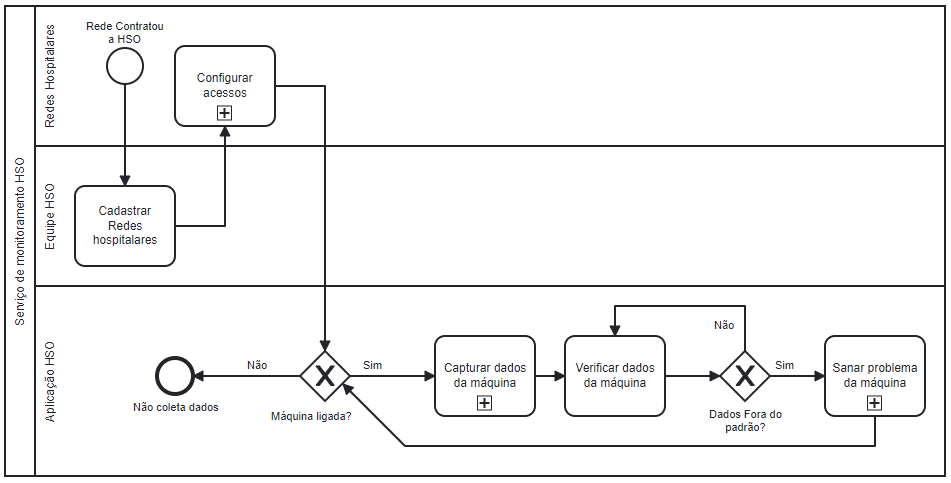 Serviço de monitoramento HSO
Redes Hospitalares
Rede Contratou
a HSO
Configurar
acessos
Equipe HSO
Cadastrar
Redes
hospitalares
Aplicação HSO
Não coleta dados
Não
Máquina ligada?
Sim
Capturar dados
da máquina
Verificar dados
da máquina
Não
Dados Fora do
padrão?
Sim
Sanar problema
da máquina